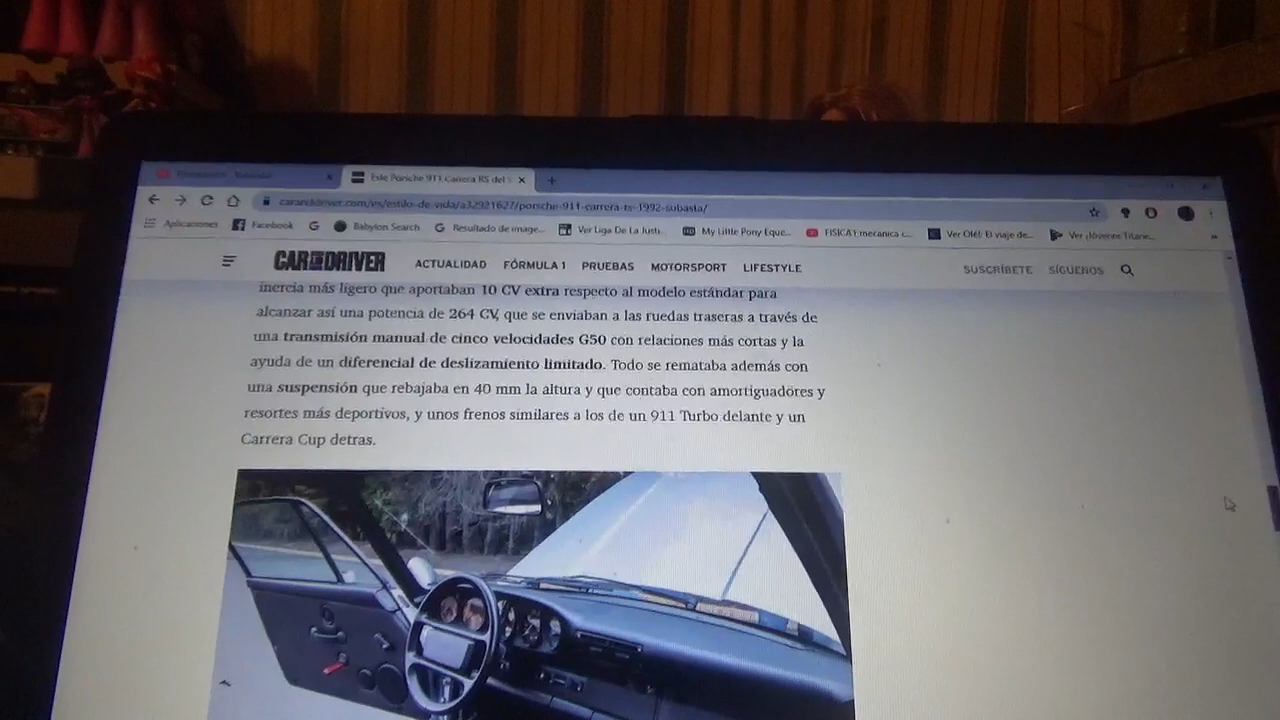 Este Porsche 911 Carrera RS del
caranddriver.com/es/estilo-de-vida/a32921627/porsche-911-carrera-rs-1992-subasta/
Aplicaciones Facebook Babylon Search Resultado de image... Ver Liga De La Justi... My Little Pony Eque... FISICA F mecanica c... Ver Olé! El viaje de... Ver ¡Jóvenes Titane...
CAR AND DRIVER ACTUALIDAD FÓRMULA 1 PRUEBAS MOTORSPORT LIFESTYLE SUSCRÍBETE SÍGUENOS
inercia más ligero que aportaban 10 CV extra respecto al modelo estándar para
alcanzar así una potencia de 264 CV, que se enviaban a las ruedas traseras a través de
una transmisión manual de cinco velocidades G50 con relaciones más cortas y la
ayuda de un diferencial de deslizamiento limitado. Todo se remataba además con
una suspensión que rebajaba en 40 mm la altura y que contaba con amortiguadores y
resortes más deportivos, y unos frenos similares a los de un 911 Turbo delante y un
Carrera Cup detras.